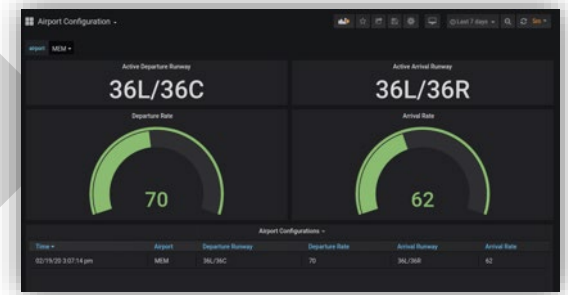 Airport Configuration
Last 7 days
5m
airport MEM
Active Departure Runway
Active Arrival Runway
36L/36C
36L/36R
Departure Rate
Arrival Rate
70
62
Airport Configurations
Time Airport Departure Runway Departure Rate Arrival Runway Arrival Rate
02/19/20 3:07:14 pm MEM 36L/36C 70 36L/36R 62